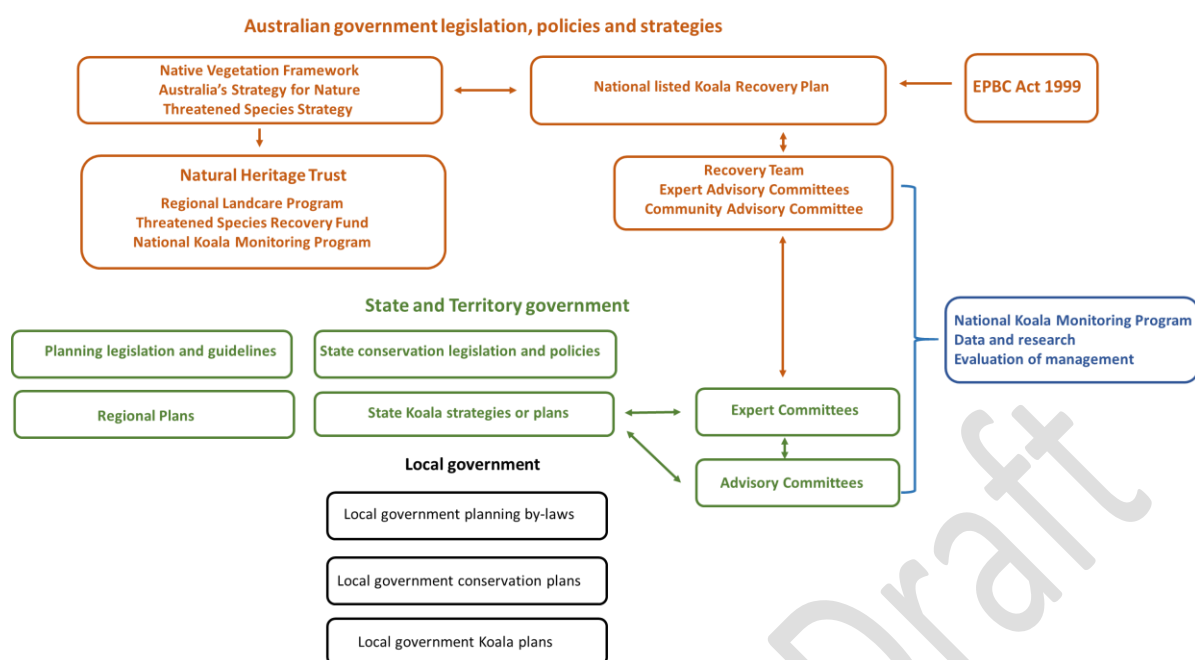 Australian government legislation, policies and strategies
Native Vegetation Framework
Australia's Strategy for Nature
Threatened Species Strategy
National listed Koala Recovery Plan
EPBC Act 1999
Natural Heritage Trust
Regional Landcare Program
Threatened Species Recovery Fund
National Koala Monitoring Program
Recovery Team
Expert Advisory Committees
Community Advisory Committee
State and Territory government
Planning legislation and guidelines
State conservation legislation and policies
National Koala Monitoring Program
Data and research
Evaluation of management
Regional Plans
State Koala strategies or plans
Expert Committees
Advisory Committees
Local government
Local government planning by-laws
Local government conservation plans
Local government Koala plans
Draft